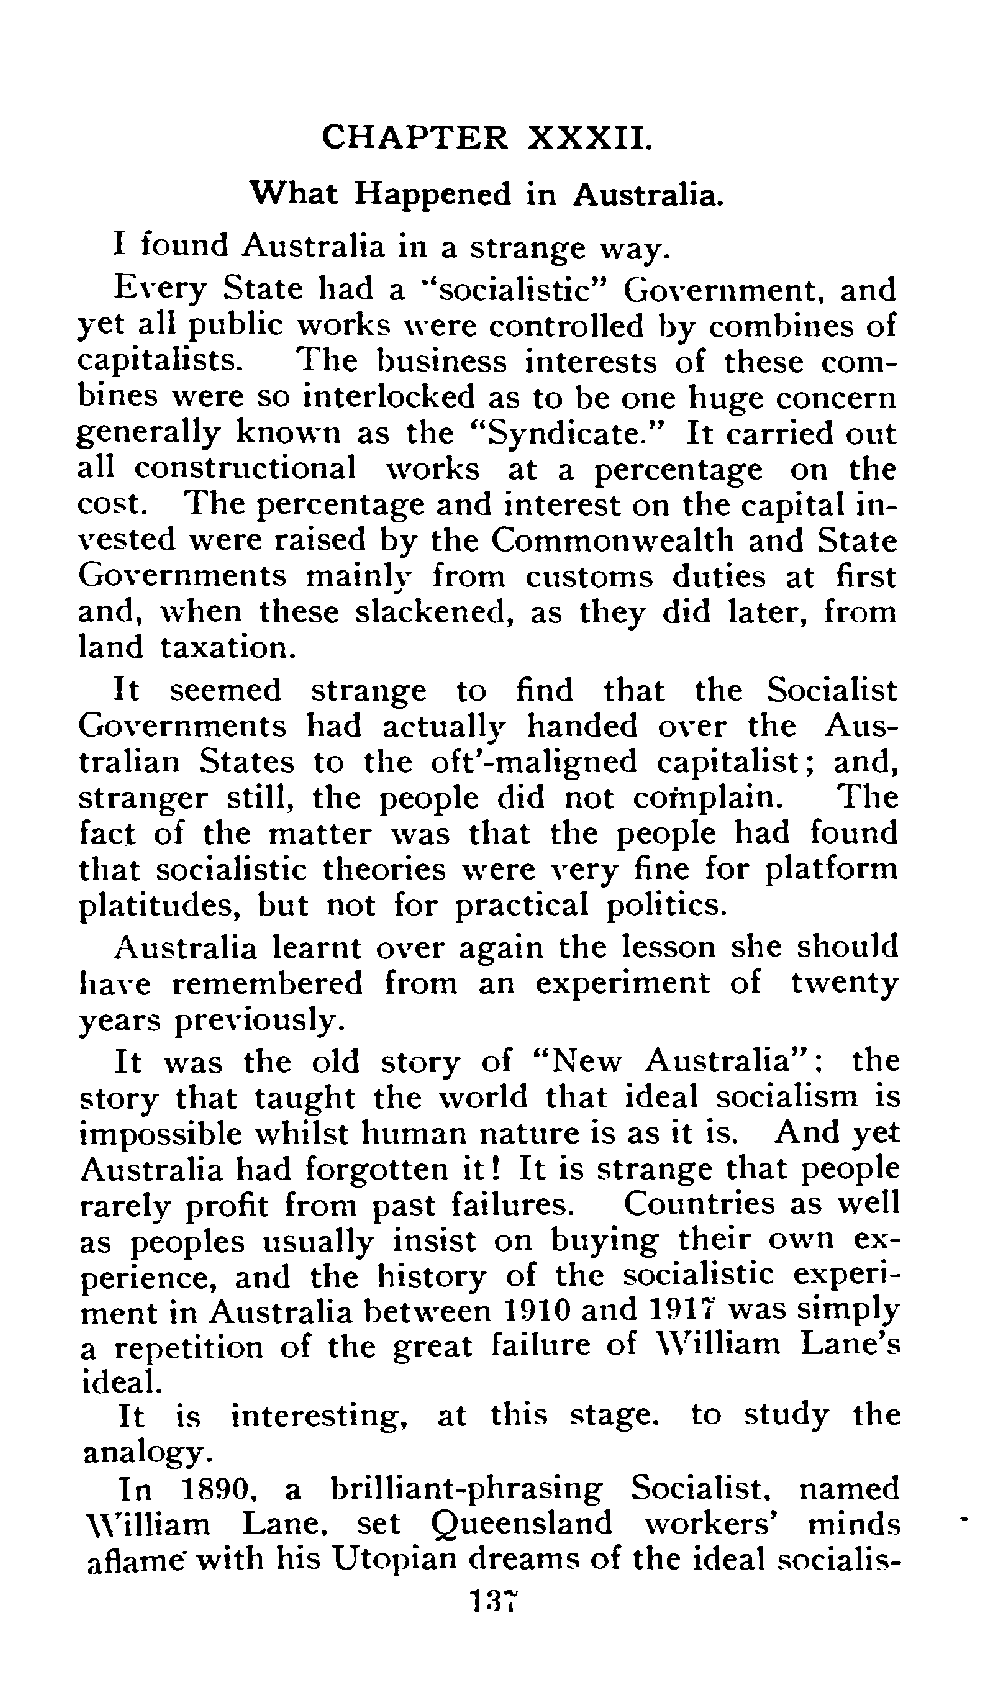 CHAPTER XXXII.
What Happened in Australia.
I found Australia in a strange way.
Every State had a "socialistic" Government, and
yet all public works were controlled by combines of
capitalists. The business interests of these com-
bines were so interlocked as to be one huge concern
generally known as the "Syndicate." It carried out
all constructional works at a percentage on the
cost. The percentage and interest on the capital in-
vested were raised by the Commonwealth and State
Governments mainly from customs duties at first
and, when these slackened, as they did later, from
land taxation.
It seemed strange to find that the Socialist
Governments had actually handed over the Aus-
tralian States to the oft'-maligned capitalist; and,
stranger still, the people did not complain. The
fact of the matter was that the people had found
that socialistic theories were very fine for platform
platitudes, but not for practical politics.
Australia learnt over again the lesson she should
have remembered from an experiment of twenty
years previously.
It was the old story of "New Australia"; the
story that taught the world that ideal socialism is
impossible whilst human nature is as it is. And yet
Australia had forgotten it! It is strange that people
rarely profit from past failures. Countries as well
as peoples usually insist on buying their own ex-
perience, and the history of the socialistic experi-
ment in Australia between 1910 and 1917 was simply
a repetition of the great failure of William Lane's
ideal.
It is interesting, at this stage, to study the
analogy.
In 1890, a brilliant-phrasing Socialist, named
William Lane, set Queensland workers' minds
aflame with his Utopian dreams of the ideal socialis-
137